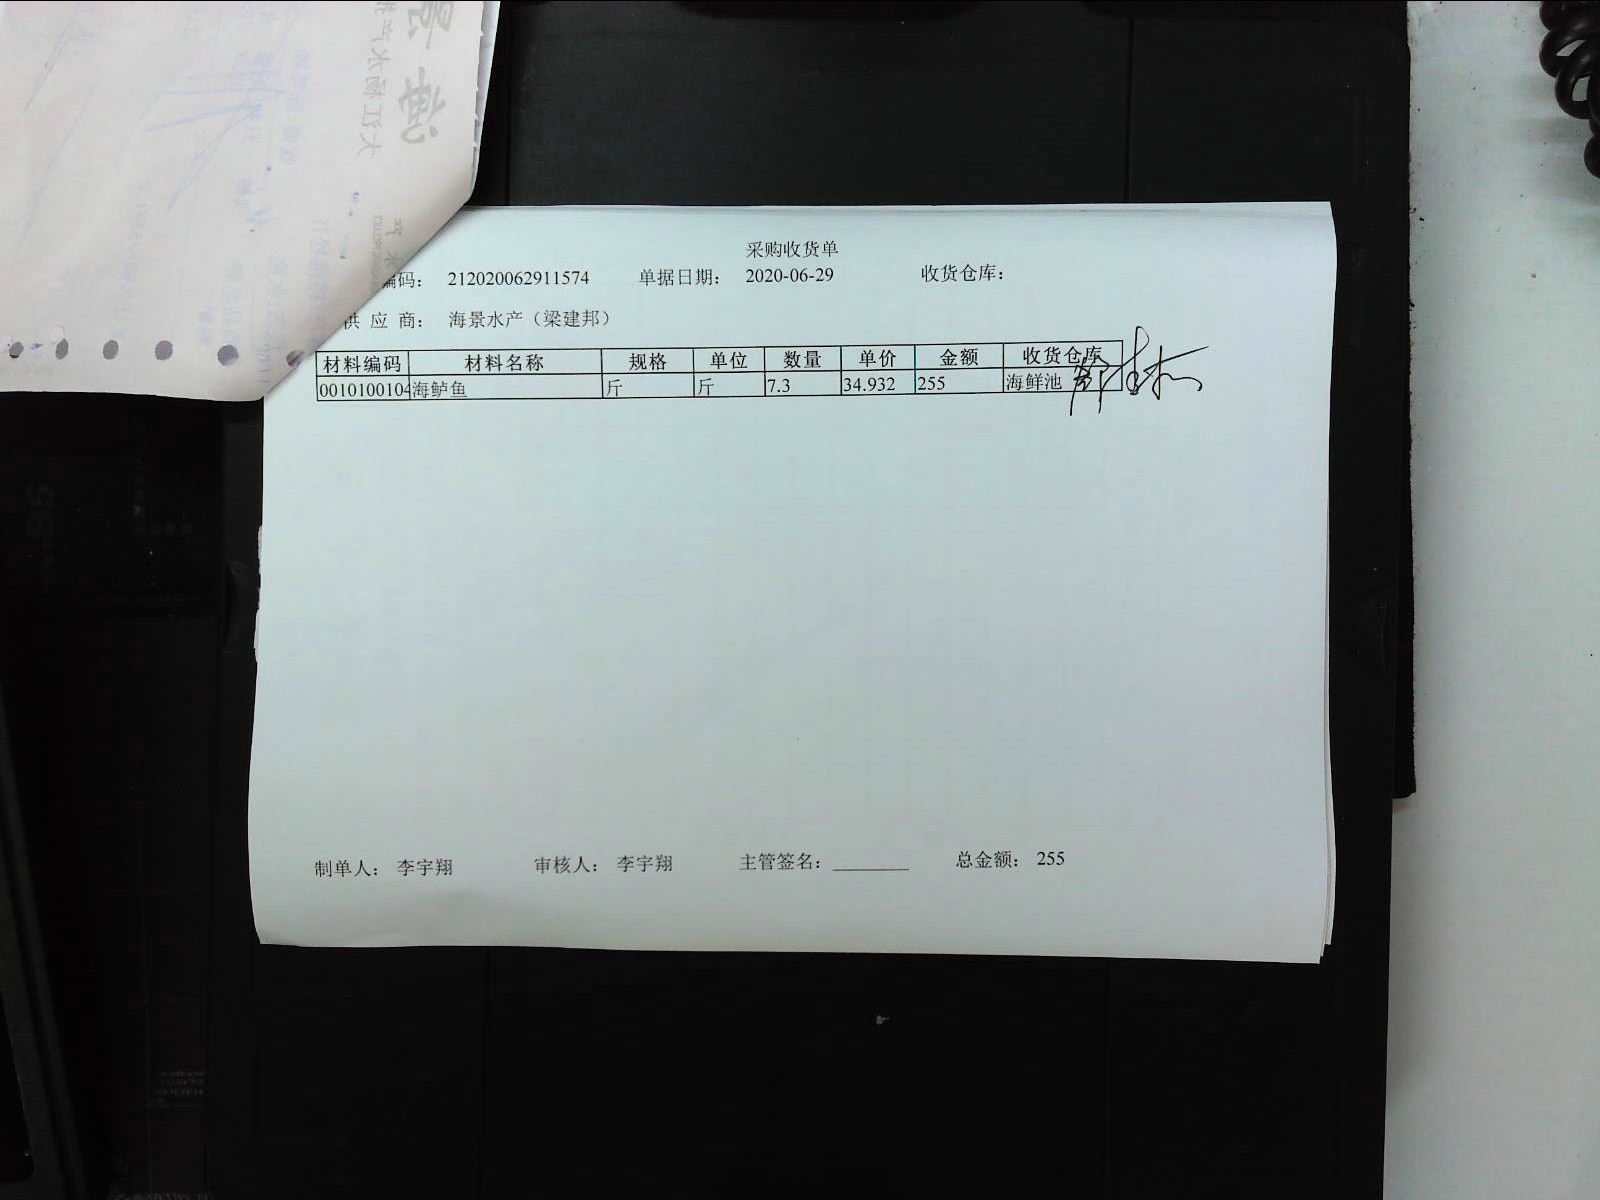 采购收货单
编码： 212020062911574 单据日期： 2020-06-29 收货仓库：
供 应 商： 海景水产（梁建邦）
材料编码 材料名称 规格 单位 数量 单价 金额 收货仓库
0010100104 海鲈鱼 斤 斤 7.3 34.932 255 海鲜池
制单人： 李宇翔 审核人： 李宇翔 主管签名：________ 总金额： 255